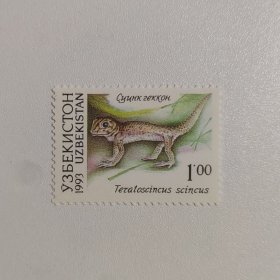 Сцинк геккон
УЗБЕКИСТОН
1993 UZBEKISTAN
1'00
Teratoscincus scincus